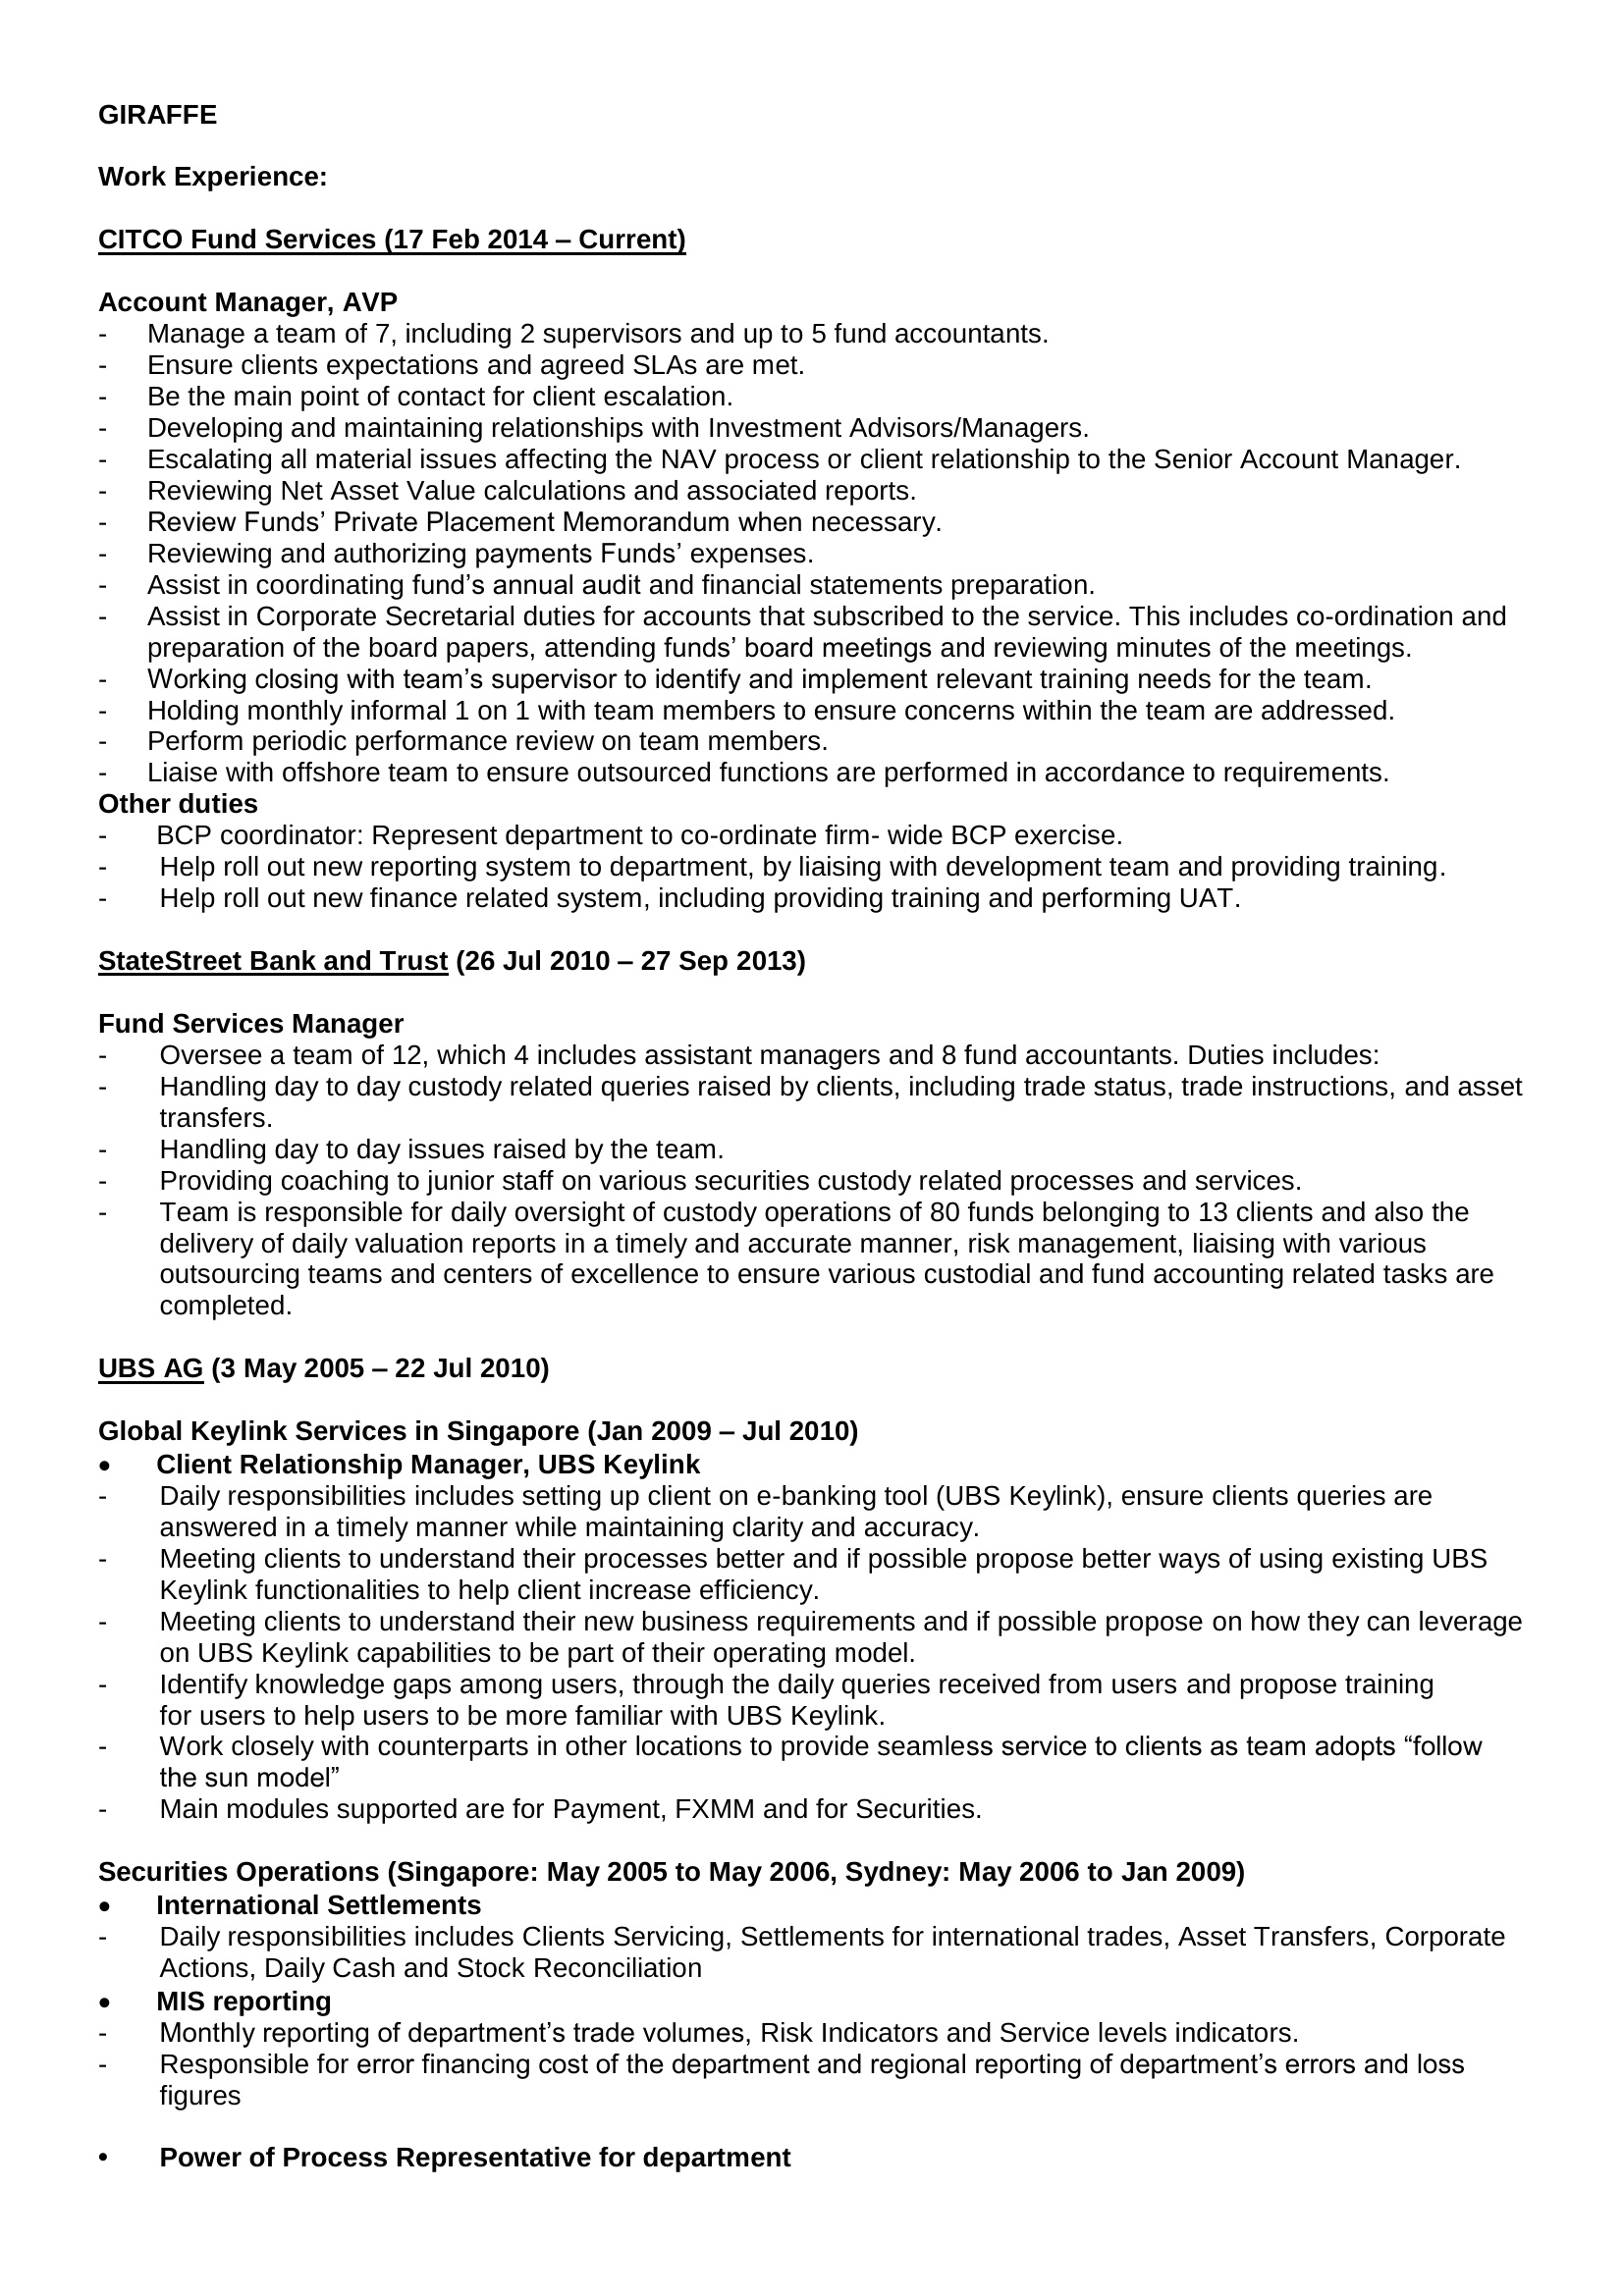 GIRAFFE
Work Experience:
CITCO Fund Services (17 Feb 2014 – Current)
Account Manager, AVP
- Manage a team of 7, including 2 supervisors and up to 5 fund accountants.
- Ensure clients expectations and agreed SLAs are met.
- Be the main point of contact for client escalation.
- Developing and maintaining relationships with Investment Advisors/Managers.
- Escalating all material issues affecting the NAV process or client relationship to the Senior Account Manager.
- Reviewing Net Asset Value calculations and associated reports.
- Review Funds’ Private Placement Memorandum when necessary.
- Reviewing and authorizing payments Funds’ expenses.
- Assist in coordinating fund’s annual audit and financial statements preparation.
- Assist in Corporate Secretarial duties for accounts that subscribed to the service. This includes co-ordination and
preparation of the board papers, attending funds’ board meetings and reviewing minutes of the meetings.
- Working closing with team’s supervisor to identify and implement relevant training needs for the team.
- Holding monthly informal 1 on 1 with team members to ensure concerns within the team are addressed.
- Perform periodic performance review on team members.
- Liaise with offshore team to ensure outsourced functions are performed in accordance to requirements.
Other duties
- BCP coordinator: Represent department to co-ordinate firm- wide BCP exercise.
- Help roll out new reporting system to department, by liaising with development team and providing training.
- Help roll out new finance related system, including providing training and performing UAT.
StateStreet Bank and Trust (26 Jul 2010 – 27 Sep 2013)
Fund Services Manager
- Oversee a team of 12, which 4 includes assistant managers and 8 fund accountants. Duties includes:
- Handling day to day custody related queries raised by clients, including trade status, trade instructions, and asset
transfers.
- Handling day to day issues raised by the team.
- Providing coaching to junior staff on various securities custody related processes and services.
- Team is responsible for daily oversight of custody operations of 80 funds belonging to 13 clients and also the
delivery of daily valuation reports in a timely and accurate manner, risk management, liaising with various
outsourcing teams and centers of excellence to ensure various custodial and fund accounting related tasks are
completed.
UBS AG (3 May 2005 – 22 Jul 2010)
Global Keylink Services in Singapore (Jan 2009 – Jul 2010)
• Client Relationship Manager, UBS Keylink
- Daily responsibilities includes setting up client on e-banking tool (UBS Keylink), ensure clients queries are
answered in a timely manner while maintaining clarity and accuracy.
- Meeting clients to understand their processes better and if possible propose better ways of using existing UBS
Keylink functionalities to help client increase efficiency.
- Meeting clients to understand their new business requirements and if possible propose on how they can leverage
on UBS Keylink capabilities to be part of their operating model.
- Identify knowledge gaps among users, through the daily queries received from users and propose training
for users to help users to be more familiar with UBS Keylink.
- Work closely with counterparts in other locations to provide seamless service to clients as team adopts “follow
the sun model”
- Main modules supported are for Payment, FXMM and for Securities.
Securities Operations (Singapore: May 2005 to May 2006, Sydney: May 2006 to Jan 2009)
• International Settlements
- Daily responsibilities includes Clients Servicing, Settlements for international trades, Asset Transfers, Corporate
Actions, Daily Cash and Stock Reconciliation
• MIS reporting
- Monthly reporting of department’s trade volumes, Risk Indicators and Service levels indicators.
- Responsible for error financing cost of the department and regional reporting of department’s errors and loss
figures
• Power of Process Representative for department